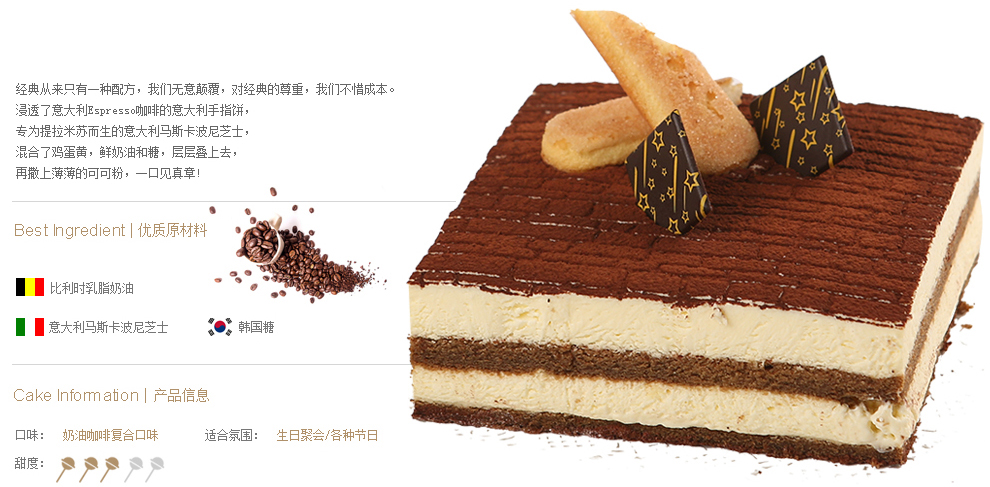 经典从来只有一种配方，我们无意颠覆，对经典的尊重，我们不惜成本。
浸透了意大利Espresso咖啡的意大利手指饼，
专为提拉米苏而生的意大利马斯卡波尼芝士，
混合了鸡蛋黄，鲜奶油和糖，层层叠上去，
再撒上薄薄的可可粉，一口见真章!
Best Ingredient | 优质原材料
比利时乳脂奶油
意大利马斯卡波尼芝士 韩国糖
Cake Information | 产品信息
口味： 奶油咖啡复合口味 适合氛围： 生日聚会/各种节日
甜度：